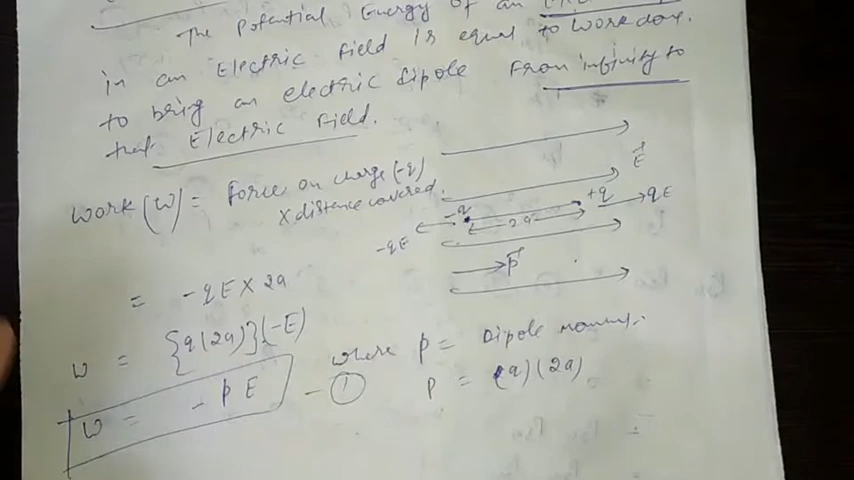 The Potential Energy of an
in an Electric Field is equal to work done.
to bring an electric dipole From infinity to
that Electric Field.
Work (W) = Force on charge (-q)
X distance covered.
= -qE X 2a
W = {q(2a)}(-E)
W = - p E - ①
where p = Dipole moment.
p = (q)(2a)
E
-q +q qE
2a
-qE
p